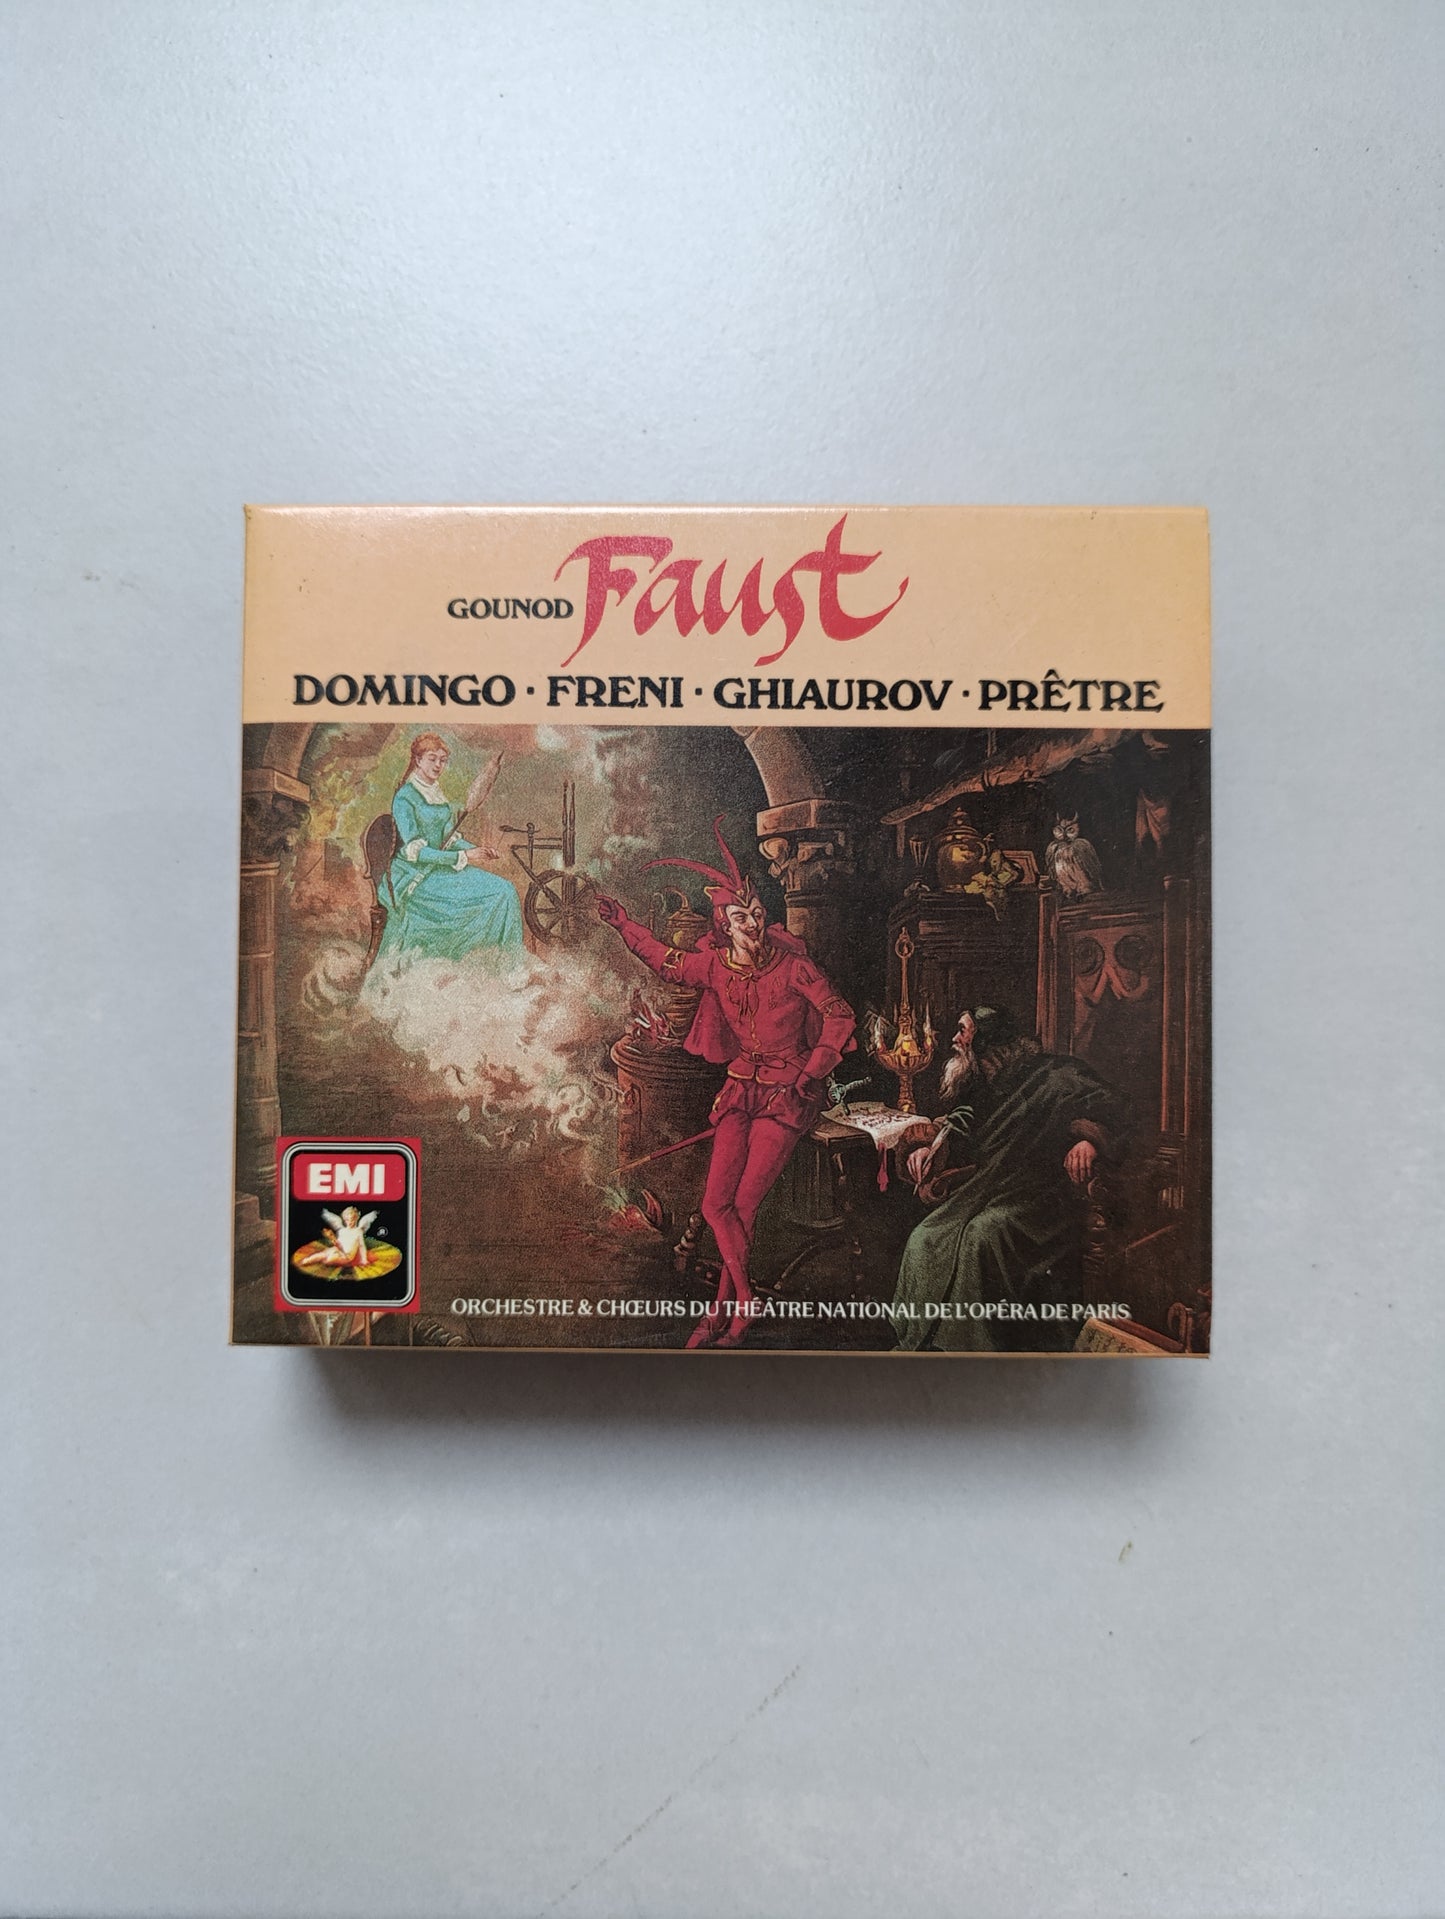 GOUNOD Faust
DOMINGO · FRENI · GHIAUROV · PRÊTRE
EMI
®
ORCHESTRE & CHŒURS DU THÉÂTRE NATIONAL DE L'OPÉRA DE PARIS